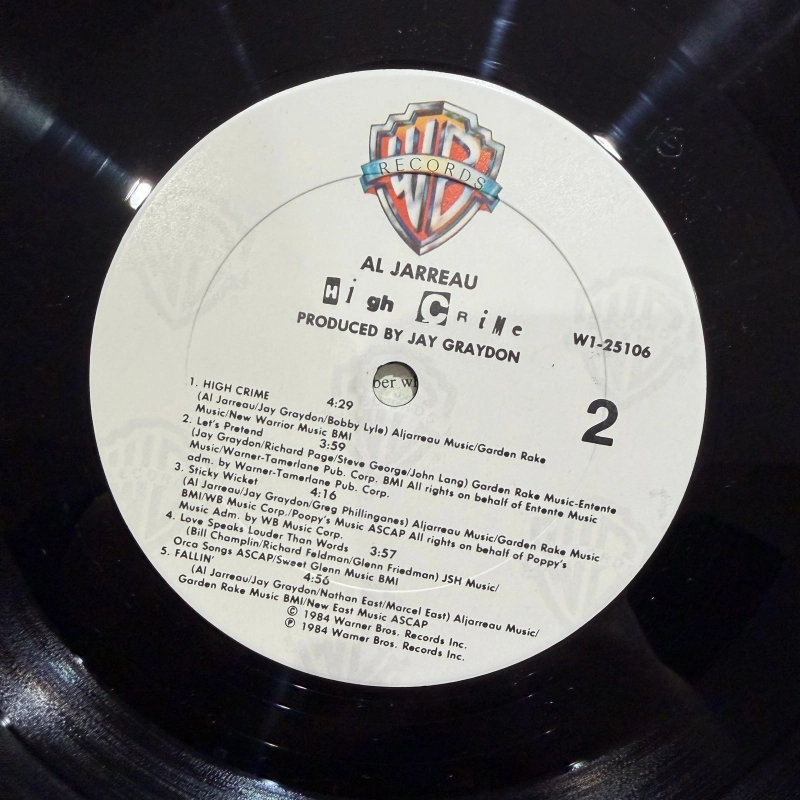 WB
RECORDS
AL JARREAU
High CRiMe
PRODUCED BY JAY GRAYDON
W1-25106
2
ber w
1. HIGH CRIME 4:29
(Al Jarreau/Jay Graydon/Bobby Lyle) Aljarreau Music/Garden Rake
Music/New Warrior Music BMI
2. Let's Pretend 3:59
(Jay Graydon/Richard Page/Steve George/John Lang) Garden Rake Music-Entente
Music/Warner-Tamerlane Pub. Corp. BMI All rights on behalf of Entente Music
adm. by Warner-Tamerlane Pub. Corp.
3. Sticky Wicket 4:16
(Al Jarreau/Jay Graydon/Greg Phillinganes) Aljarreau Music/Garden Rake Music
BMI/WB Music Corp./Poopy's Music ASCAP All rights on behalf of Poppy's
Music Adm. by WB Music Corp.
4. Love Speaks Louder Than Words 3:57
(Bill Champlin/Richard Feldman/Glenn Friedman) JSH Music/
Orca Songs ASCAP/Sweet Glenn Music BMI
5. FALLIN' 4:56
(Al Jarreau/Jay Graydon/Nathan East/Marcel East) Aljarreau Music/
Garden Rake Music BMI/New East Music ASCAP
© 1984 Warner Bros. Records Inc.
℗ 1984 Warner Bros. Records Inc.